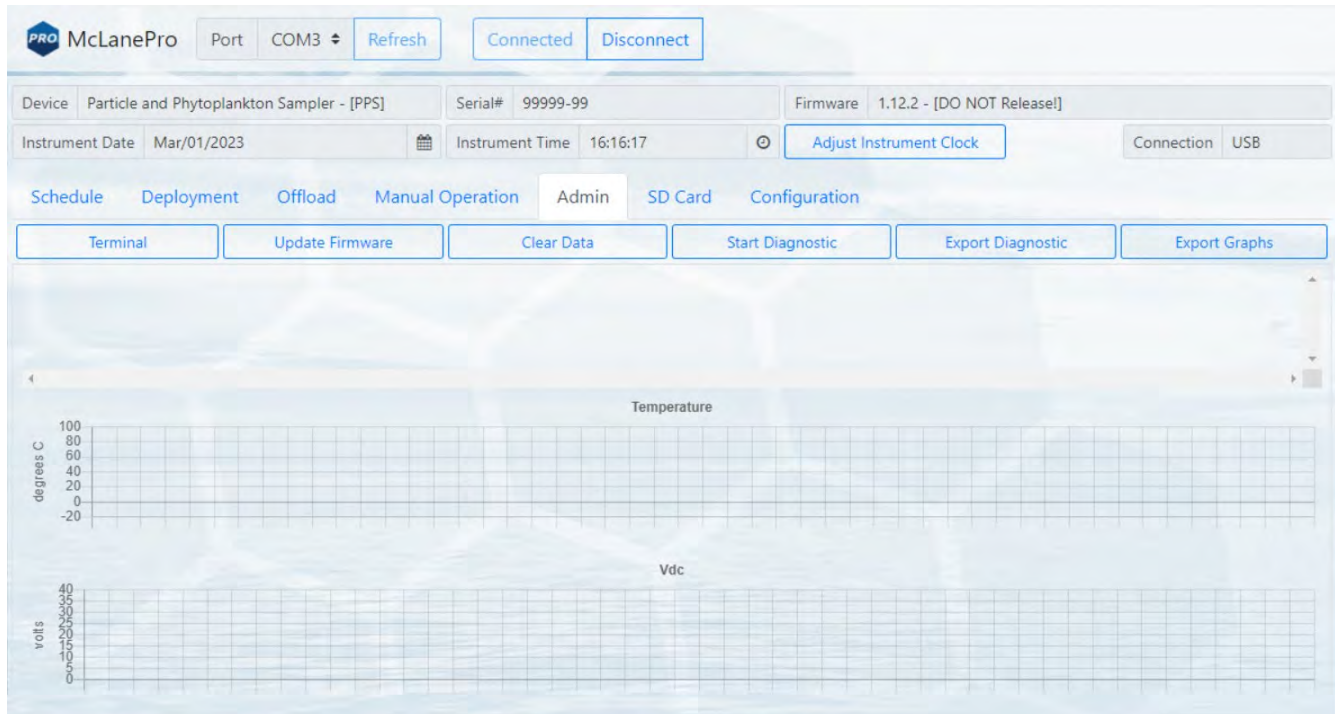 PRO McLanePro Port COM3 Refresh Connected Disconnect
Device Particle and Phytoplankton Sampler - [PPS] Serial# 99999-99 Firmware 1.12.2 - [DO NOT Release!]
Instrument Date Mar/01/2023 Instrument Time 16:16:17 Adjust Instrument Clock Connection USB
Schedule Deployment Offload Manual Operation Admin SD Card Configuration
Terminal Update Firmware Clear Data Start Diagnostic Export Diagnostic Export Graphs
Temperature
degrees C
100
80
60
40
20
0
-20
Vdc
volts
40
35
30
25
20
15
10
5
0